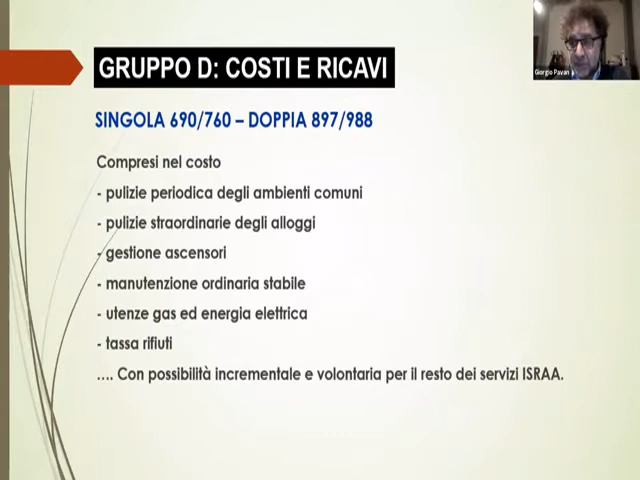 GRUPPO D: COSTI E RICAVI
Giorgio Pavan
SINGOLA 690/760 – DOPPIA 897/988
Compresi nel costo
- pulizie periodica degli ambienti comuni
- pulizie straordinarie degli alloggi
- gestione ascensori
- manutenzione ordinaria stabile
- utenze gas ed energia elettrica
- tassa rifiuti
…. Con possibilità incrementale e volontaria per il resto dei servizi ISRAA.